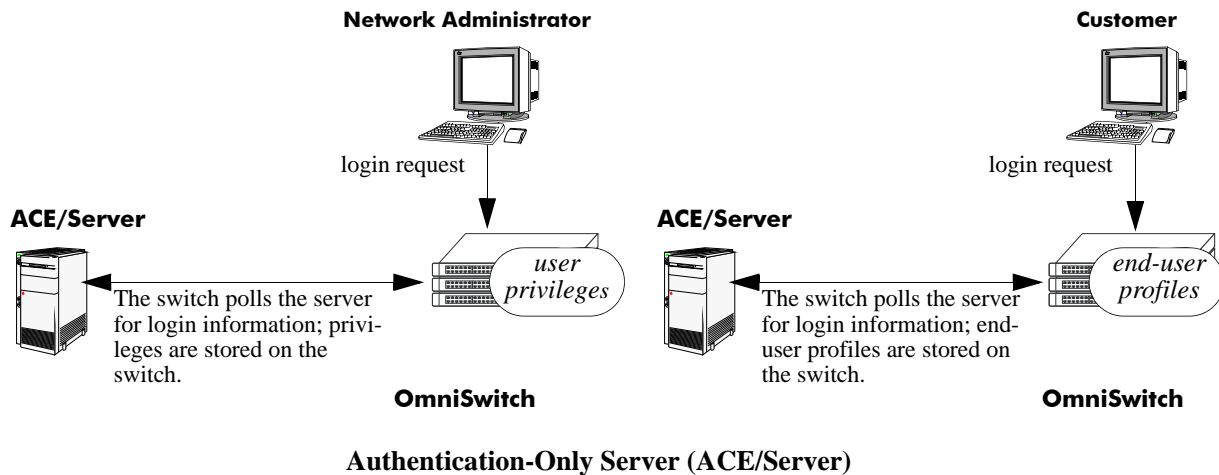 Network Administrator
login request
ACE/Server
user
privileges
The switch polls the server
for login information; privi-
leges are stored on the
switch.
OmniSwitch
Customer
login request
ACE/Server
end-user
profiles
The switch polls the server
for login information; end-
user profiles are stored on
the switch.
OmniSwitch
Authentication-Only Server (ACE/Server)